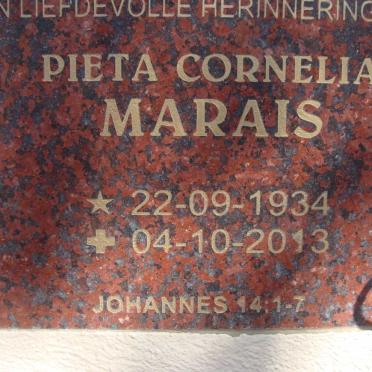 N LIEFDEVOLLE HERINNERING
PIETA CORNELIA
MARAIS
★ 22-09-1934
✚ 04-10-2013
JOHANNES 14:1-7